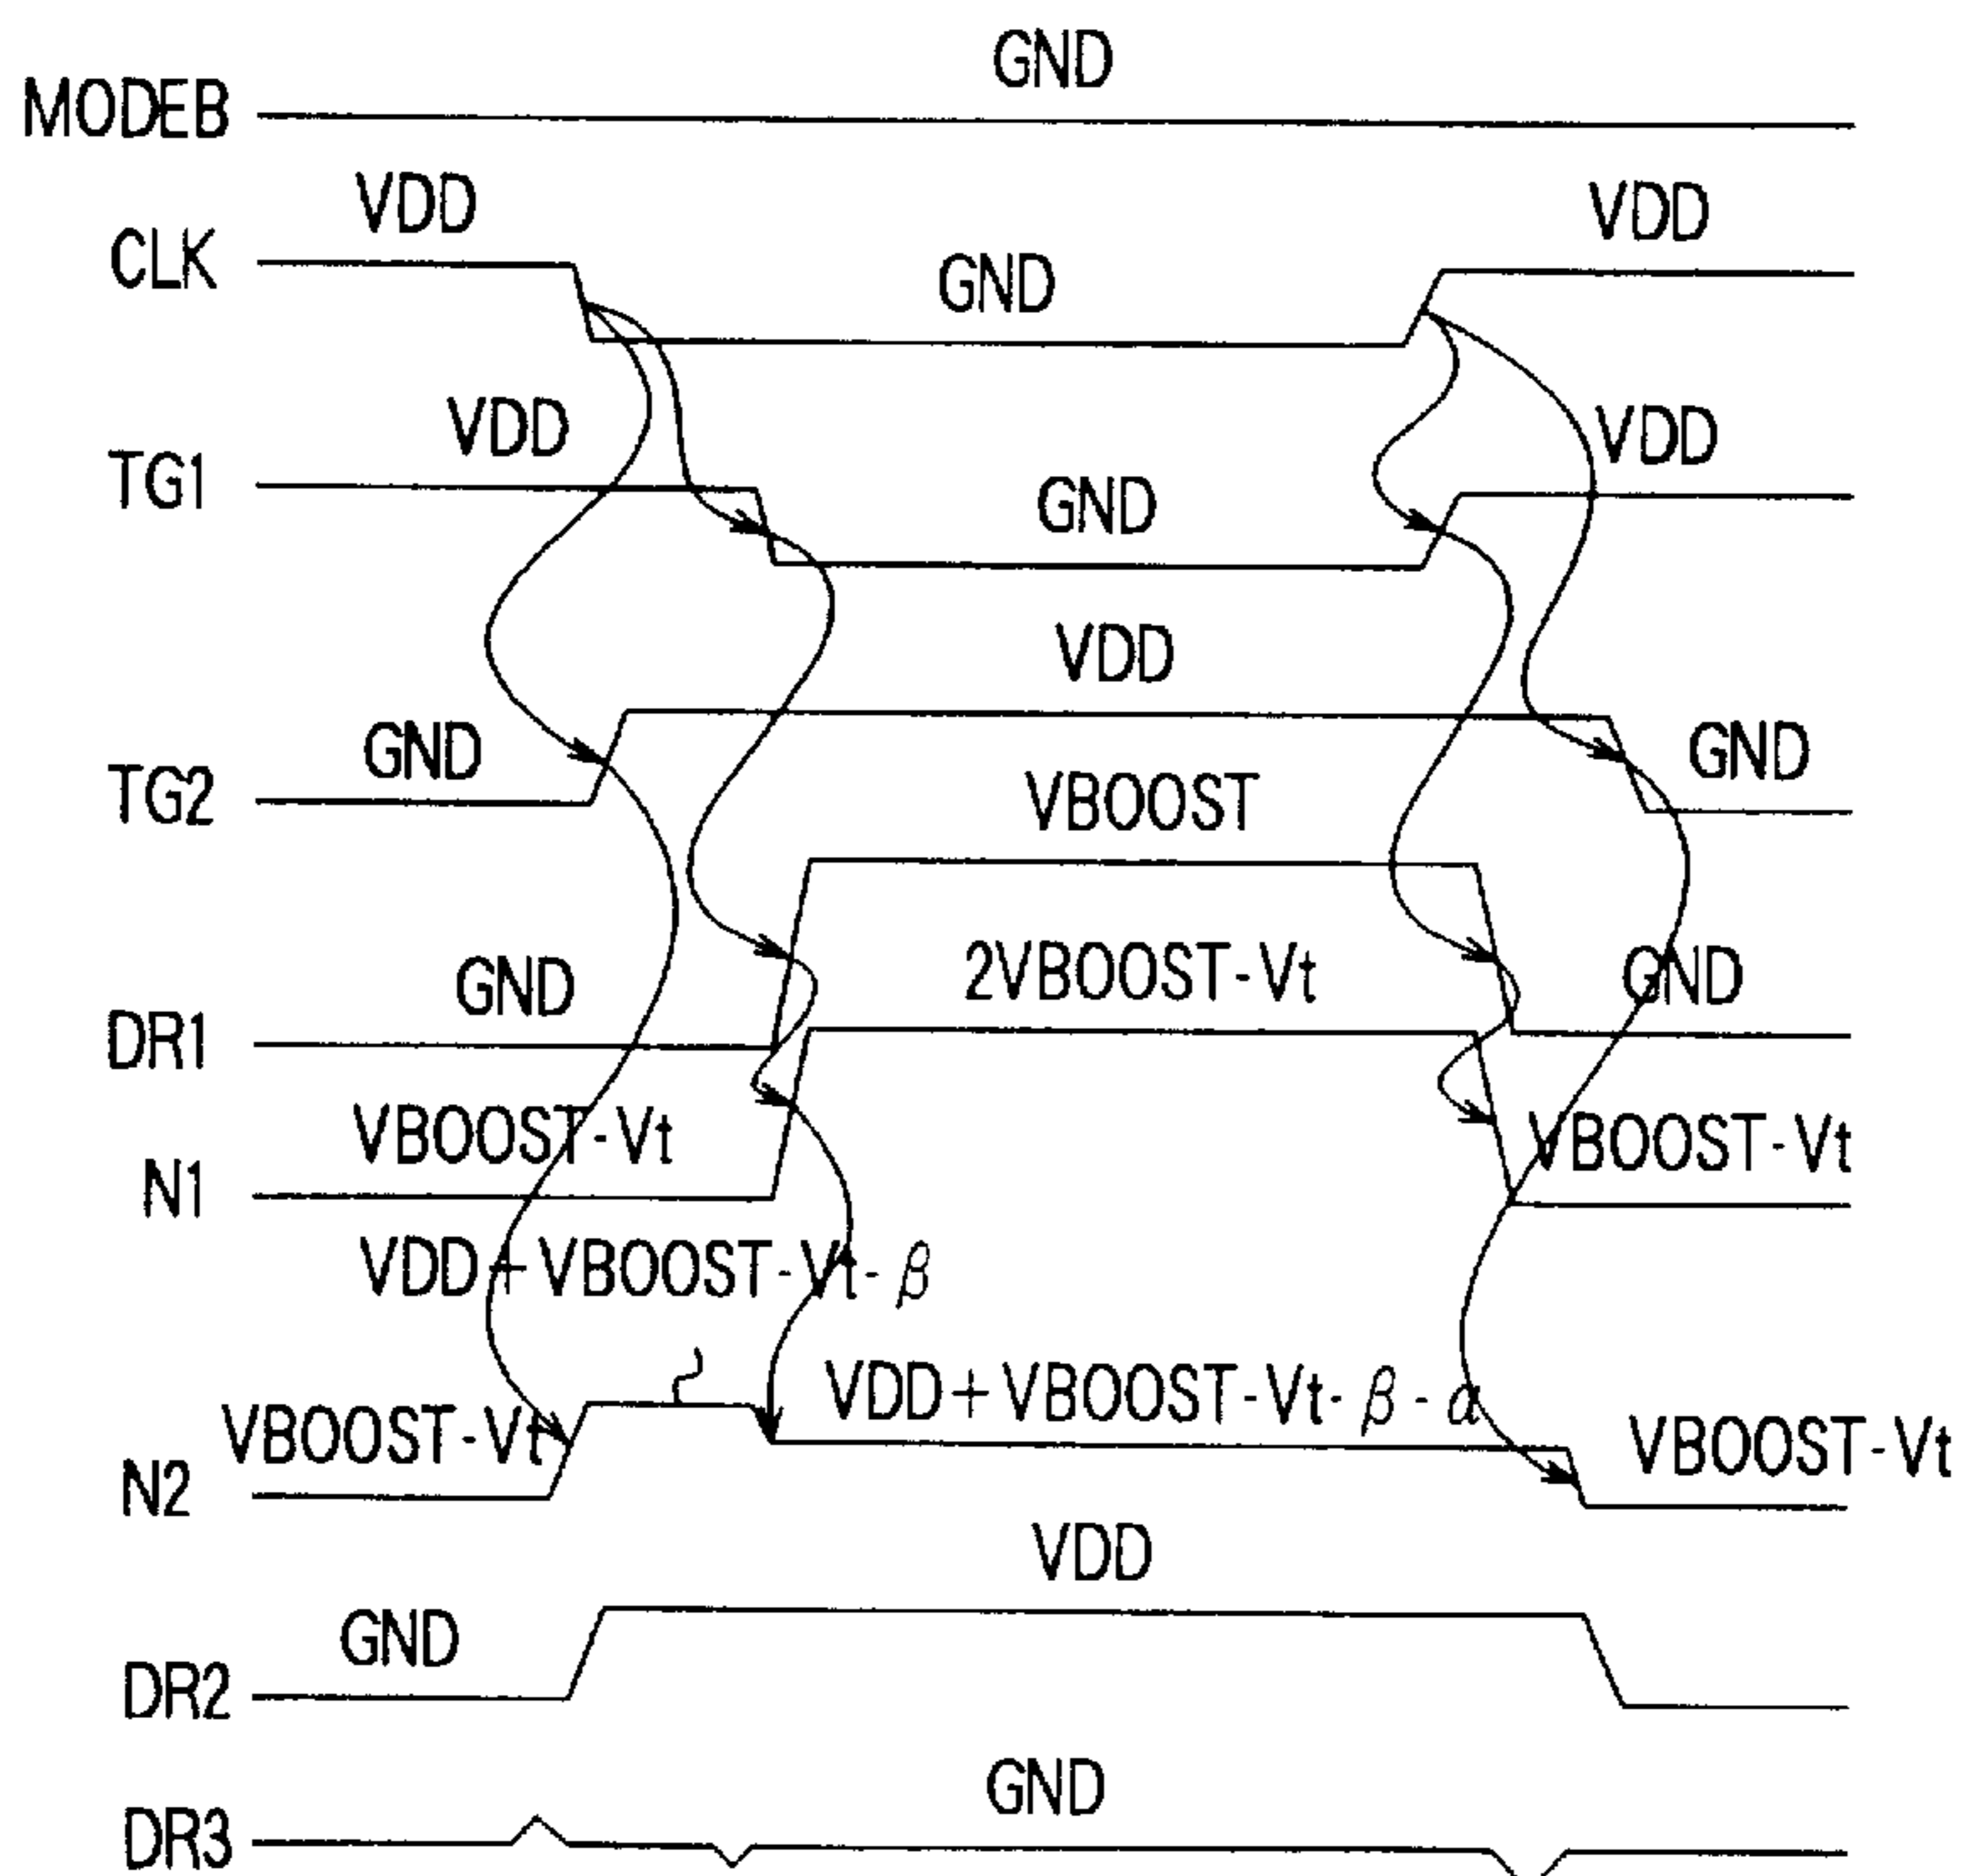 GND
MODEB
VDD VDD
CLK GND
VDD VDD
TG1 GND
VDD
GND GND
TG2 VBOOST
GND 2VBOOST-Vt GND
DR1
VBOOST-Vt VBOOST-Vt
N1
VDD+VBOOST-Vt-β
VDD+VBOOST-Vt-β-α
VBOOST-Vt VBOOST-Vt
N2
VDD
GND
DR2
GND
DR3